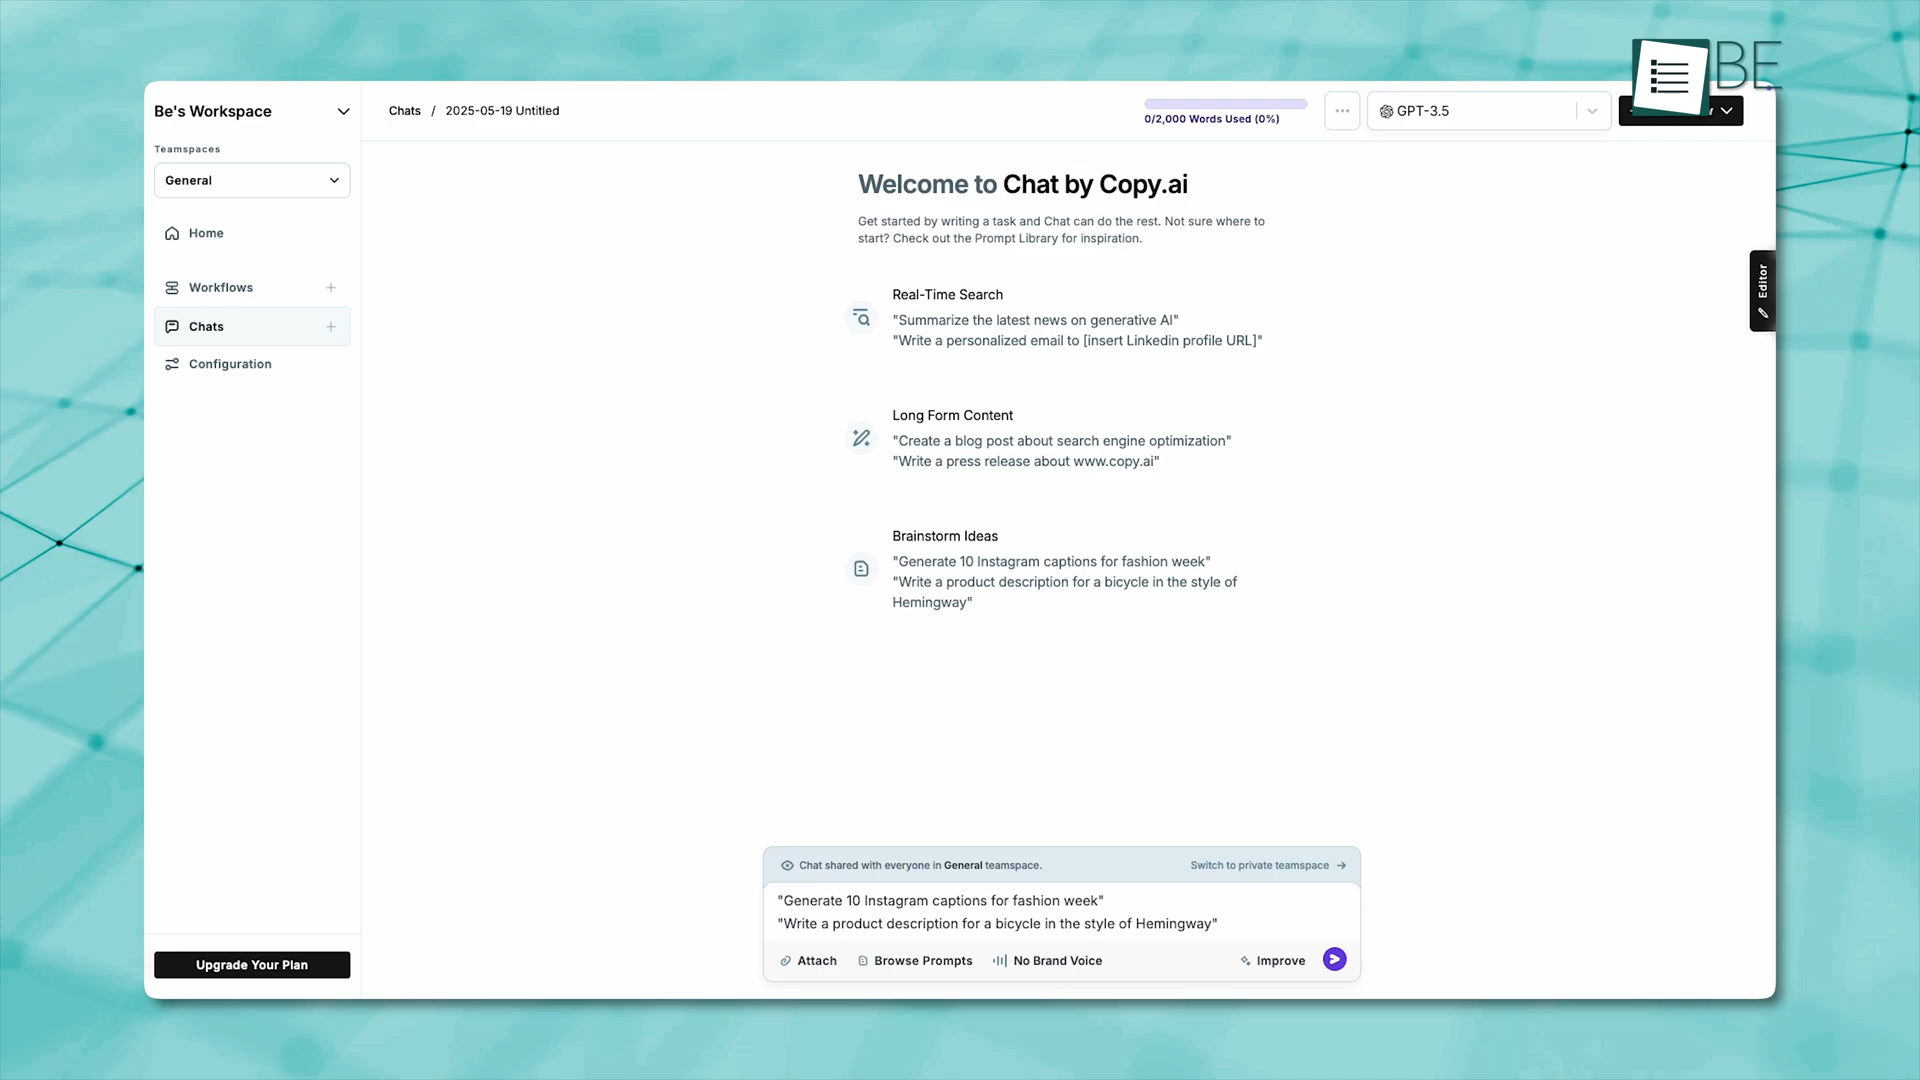 BE
Be's Workspace
Chats / 2025-05-19 Untitled
0/2,000 Words Used (0%)
GPT-3.5
Teamspaces
General
Home
Workflows
Chats
Configuration
Upgrade Your Plan
Welcome to Chat by Copy.ai
Get started by writing a task and Chat can do the rest. Not sure where to
start? Check out the Prompt Library for inspiration.
Real-Time Search
"Summarize the latest news on generative AI"
"Write a personalized email to [insert Linkedin profile URL]"
Long Form Content
"Create a blog post about search engine optimization"
"Write a press release about www.copy.ai"
Brainstorm Ideas
"Generate 10 Instagram captions for fashion week"
"Write a product description for a bicycle in the style of
Hemingway"
Editor
Chat shared with everyone in General teamspace.
Switch to private teamspace
"Generate 10 Instagram captions for fashion week"
"Write a product description for a bicycle in the style of Hemingway"
Attach
Browse Prompts
No Brand Voice
Improve